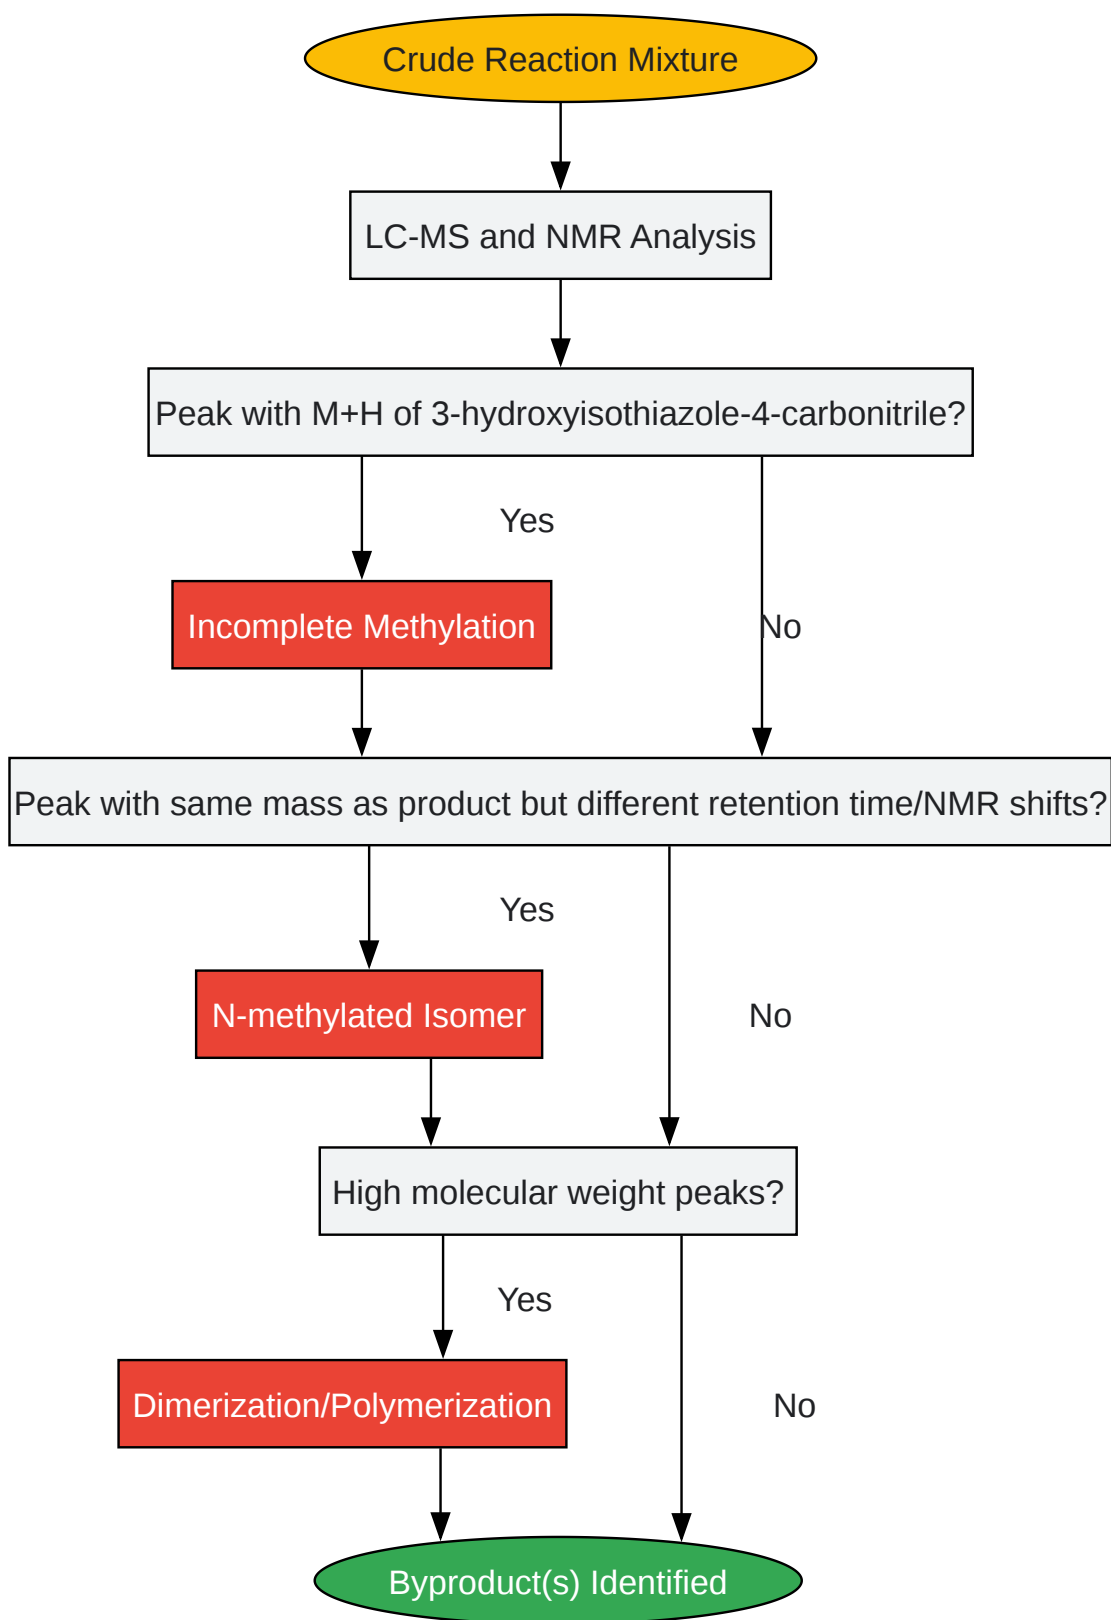 Crude Reaction Mixture
LC-MS and NMR Analysis
Peak with M+H of 3-hydroxyisothiazole-4-carbonitrile?
Yes
Incomplete Methylation
No
Peak with same mass as product but different retention time/NMR shifts?
Yes
N-methylated Isomer
No
High molecular weight peaks?
Yes
Dimerization/Polymerization
No
Byproduct(s) Identified